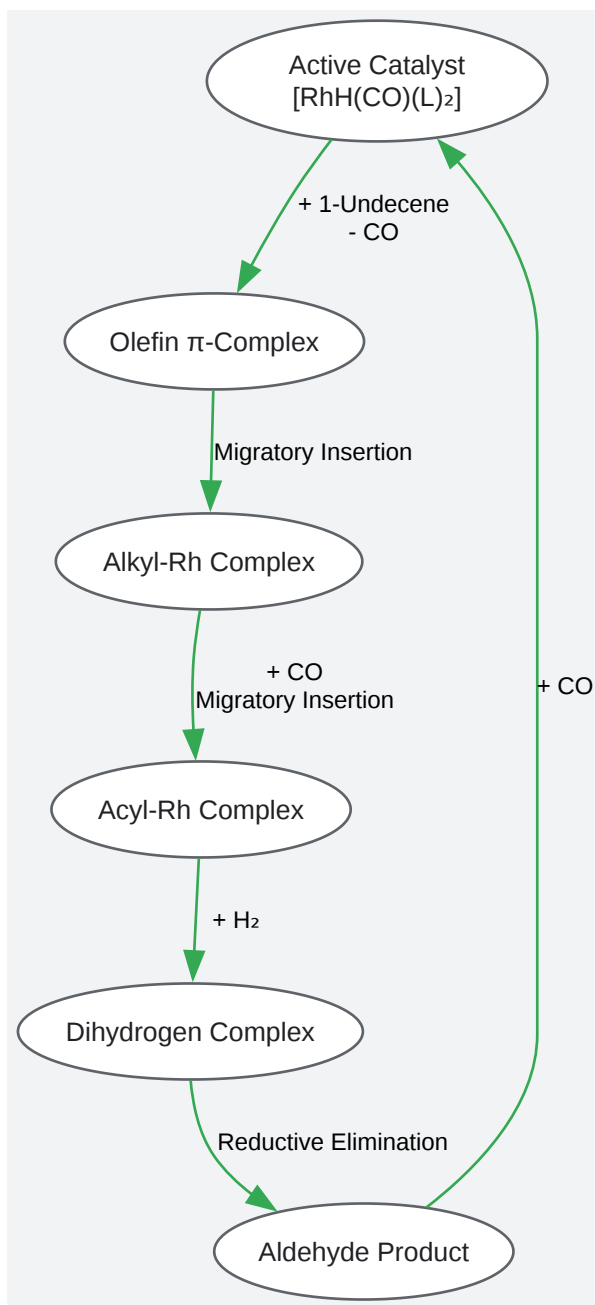 Active Catalyst
[RhH(CO)(L)₂]
+ 1-Undecene
- CO
Olefin π-Complex
Migratory Insertion
Alkyl-Rh Complex
+ CO
Migratory Insertion
+ CO
Acyl-Rh Complex
+ H₂
Dihydrogen Complex
Reductive Elimination
Aldehyde Product